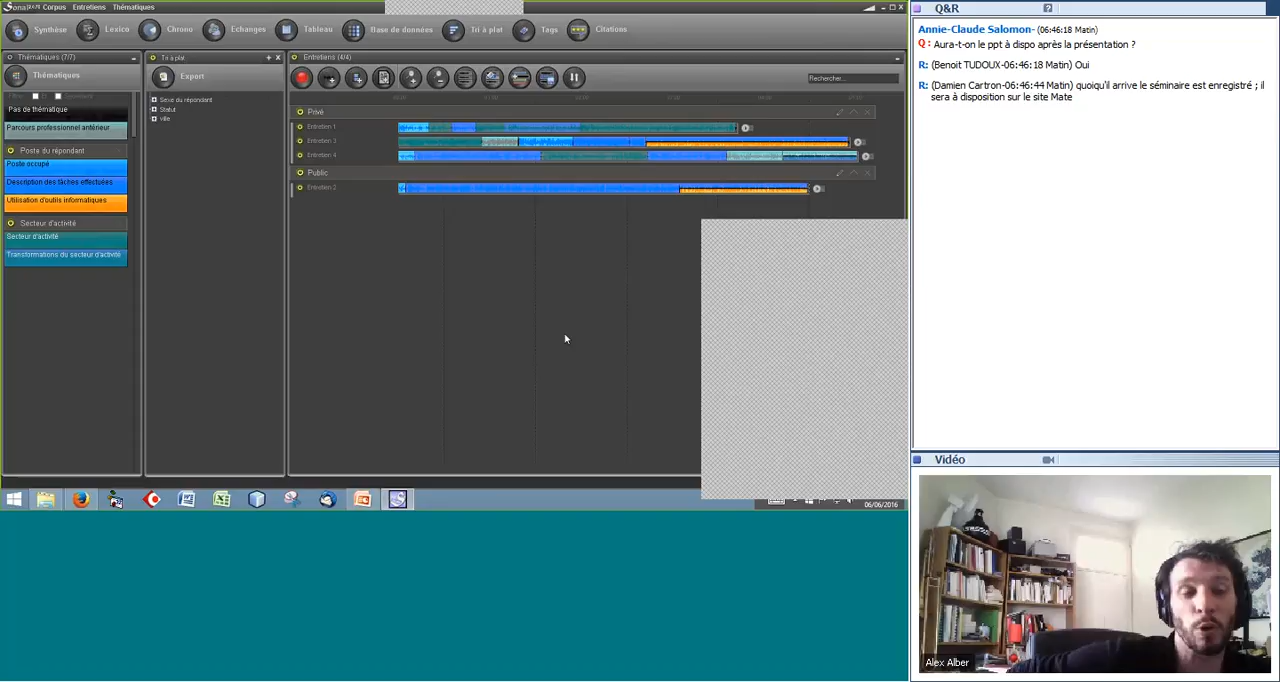 Sona Corpus Entretiens Thématiques
Synthèse Lexico Chrono Echanges Tableau Base de données Tri à plat Tags Citations
Thématiques (7/7)
Thématiques
Pas de thématique
Parcours professionnel antérieur
Poste du répondant
Poste occupé
Description des tâches effectuées
Utilisation d'outils informatiques
Secteur d'activité
Secteur d'activité
Transformations du secteur d'activité
Tri à plat
Export
Sexe du répondant
Statut
ville
Entretiens (4/4)
Rechercher...
Privé
Entretien 1
Entretien 3
Entretien 4
Public
Entretien 2
06/06/2016
Q&R
Annie-Claude Salomon- (06:46:18 Matin)
Q : Aura-t-on le ppt à dispo après la présentation ?
R: (Benoit TUDOUX-06:46:18 Matin) Oui
R: (Damien Cartron-06:46:44 Matin) quoiqu'il arrive le séminaire est enregistré ; il
sera à disposition sur le site Mate
Vidéo
Alex Alber